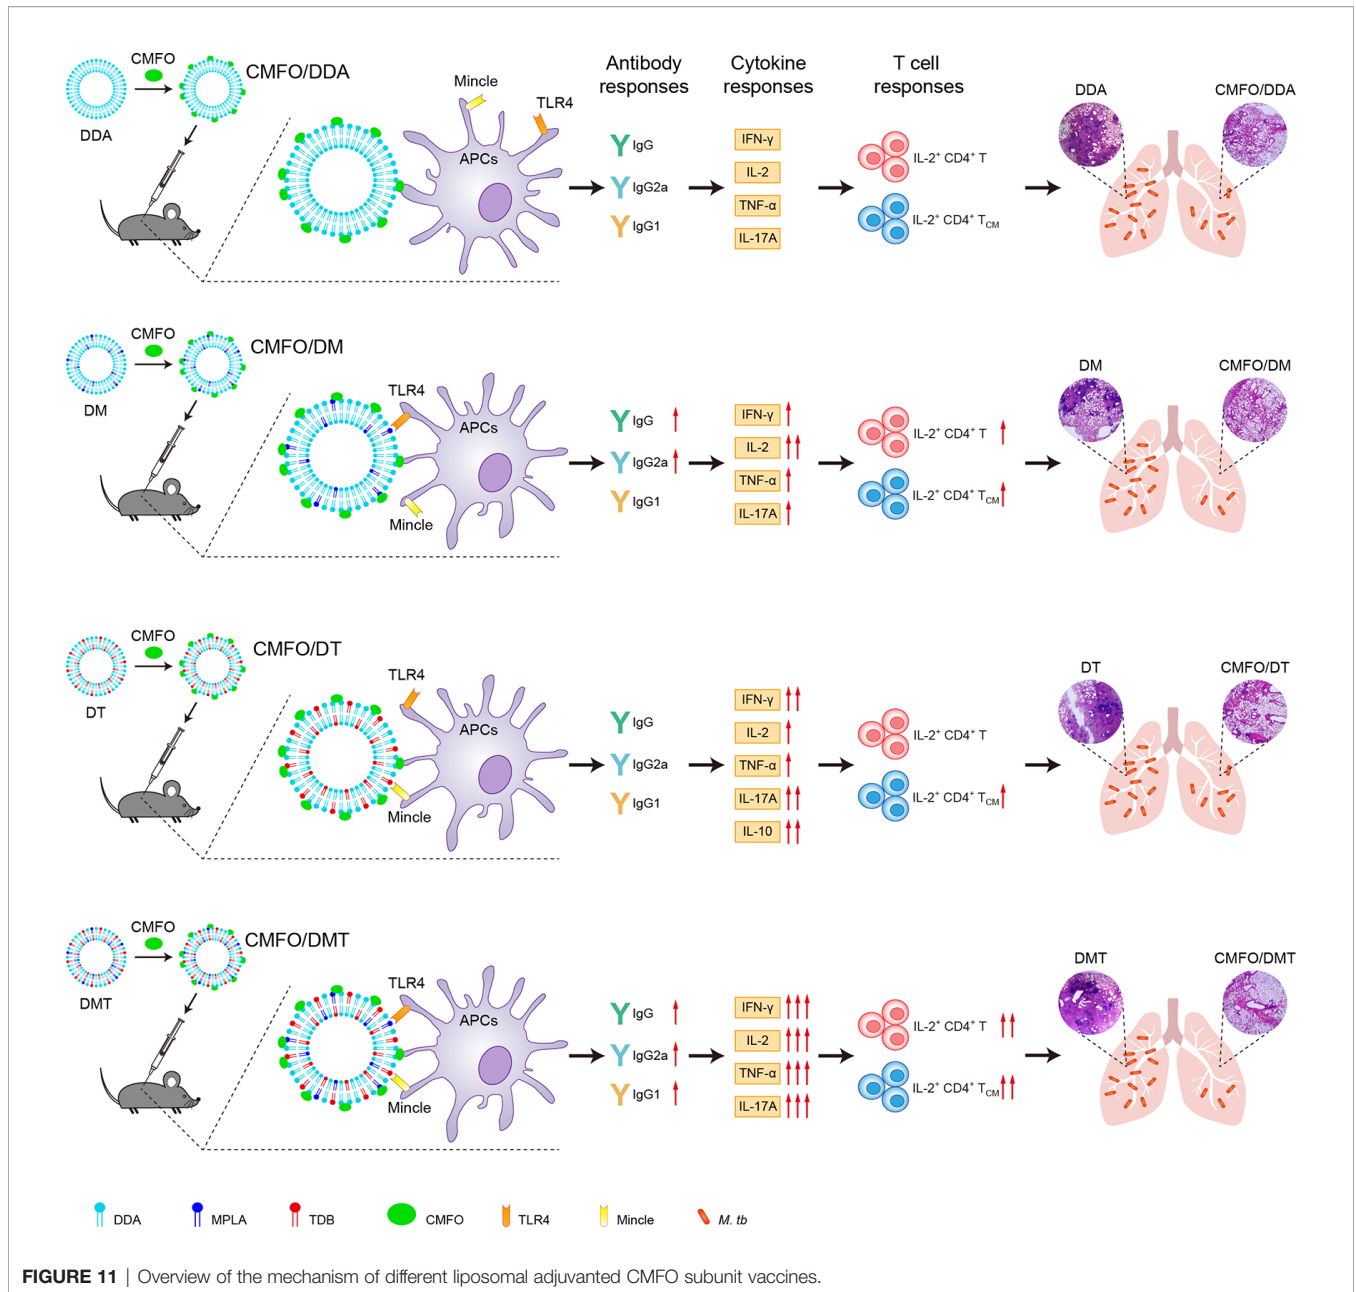 Antibody responses
Cytokine responses
T cell responses
CMFO
CMFO/DDA
DDA
Mincle
TLR4
APCs
IgG
IgG2a
IgG1
IFN-γ
IL-2
TNF-α
IL-17A
IL-2⁺ CD4⁺ T
IL-2⁺ CD4⁺ TCM
DDA
CMFO/DDA
CMFO
CMFO/DM
DM
TLR4
APCs
Mincle
IgG
IgG2a
IgG1
IFN-γ
IL-2
TNF-α
IL-17A
IL-2⁺ CD4⁺ T
IL-2⁺ CD4⁺ TCM
DM
CMFO/DM
CMFO
CMFO/DT
DT
TLR4
APCs
Mincle
IgG
IgG2a
IgG1
IFN-γ
IL-2
TNF-α
IL-17A
IL-10
IL-2⁺ CD4⁺ T
IL-2⁺ CD4⁺ TCM
DT
CMFO/DT
CMFO
CMFO/DMT
DMT
TLR4
APCs
Mincle
IgG
IgG2a
IgG1
IFN-γ
IL-2
TNF-α
IL-17A
IL-2⁺ CD4⁺ T
IL-2⁺ CD4⁺ TCM
DMT
CMFO/DMT
DDA
MPLA
TDB
CMFO
TLR4
Mincle
M. tb
FIGURE 11 | Overview of the mechanism of different liposomal adjuvanted CMFO subunit vaccines.